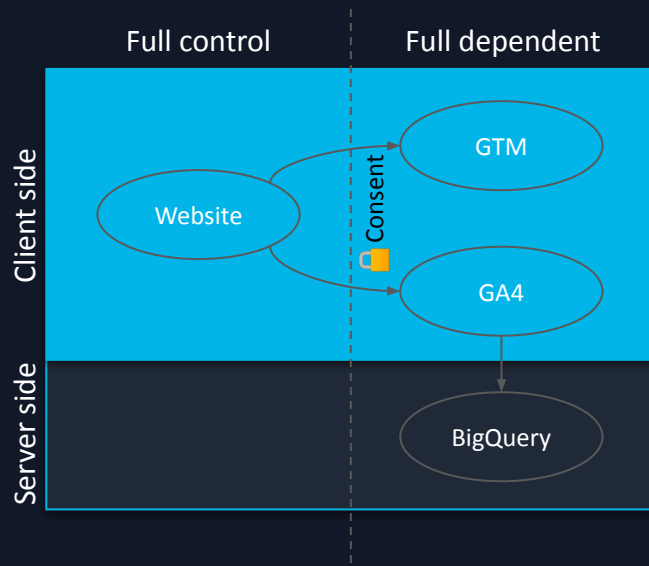 Full control
Full dependent
Client side
Website
Consent
GTM
GA4
Server side
BigQuery